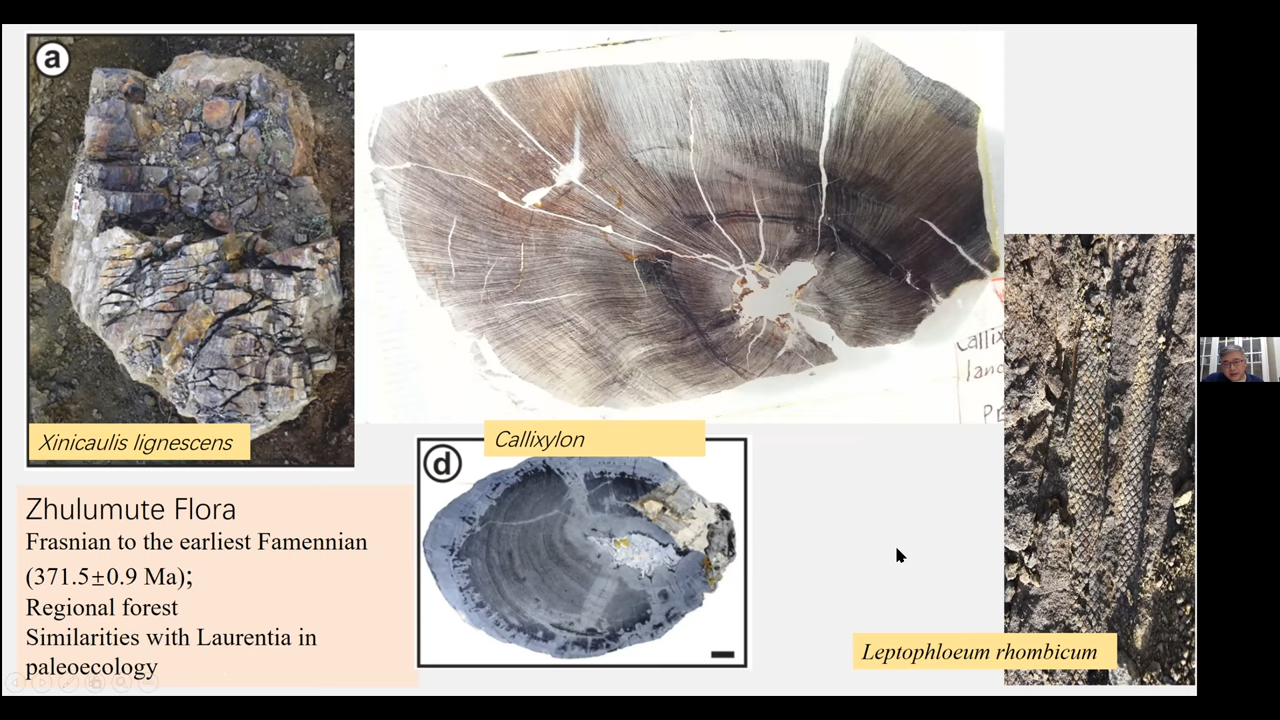 a
Xinicaulis lignescens
Callixylon
d
Zhulumute Flora
Frasnian to the earliest Famennian
(371.5±0.9 Ma);
Regional forest
Similarities with Laurentia in
paleoecology
Leptophloeum rhombicum